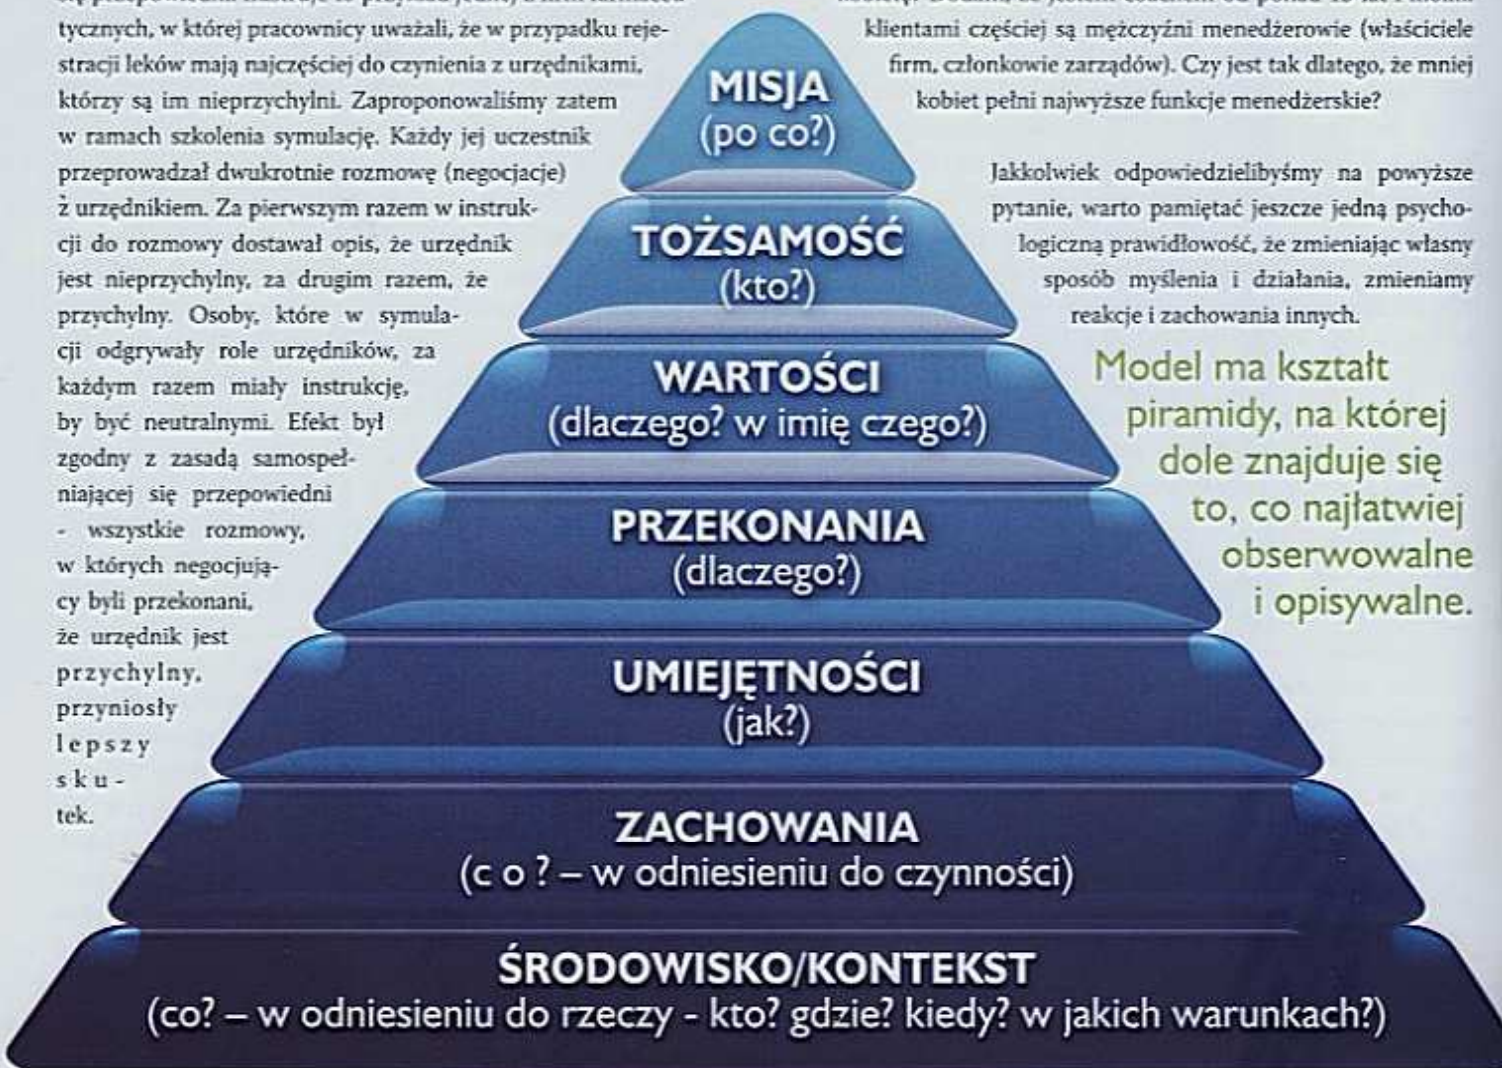 tycznych, w której pracownicy uważali, że w przypadku reje-
stracji leków mają najczęściej do czynienia z urzędnikami,
którzy są im nieprzychylni. Zaproponowaliśmy zatem
w ramach szkolenia symulację. Każdy jej uczestnik
przeprowadzał dwukrotnie rozmowę (negocjacje)
z urzędnikiem. Za pierwszym razem w instruk-
cji do rozmowy dostawał opis, że urzędnik
jest nieprzychylny, za drugim razem, że
przychylny. Osoby, które w symula-
cji odgrywały role urzędników, za
każdym razem miały instrukcję,
by być neutralnymi. Efekt był
zgodny z zasadą samospeł-
niającej się przepowiedni
- wszystkie rozmowy,
w których negocjują-
cy byli przekonani,
że urzędnik jest
przychylny,
przyniosły
lepszy
sku-
tek.
MISJA
(po co?)
TOŻSAMOŚĆ
(kto?)
WARTOŚCI
(dlaczego? w imię czego?)
PRZEKONANIA
(dlaczego?)
UMIEJĘTNOŚCI
(jak?)
ZACHOWANIA
(c o ? – w odniesieniu do czynności)
ŚRODOWISKO/KONTEKST
(co? – w odniesieniu do rzeczy - kto? gdzie? kiedy? w jakich warunkach?)
klientami częściej są mężczyźni menedżerowie (właściciele
firm, członkowie zarządów). Czy jest tak dlatego, że mniej
kobiet pełni najwyższe funkcje menedżerskie?
Jakkolwiek odpowiedzielibyśmy na powyższe
pytanie, warto pamiętać jeszcze jedną psycho-
logiczną prawidłowość, że zmieniając własny
sposób myślenia i działania, zmieniamy
reakcje i zachowania innych.
Model ma kształt
piramidy, na której
dole znajduje się
to, co najłatwiej
obserwowalne
i opisywalne.